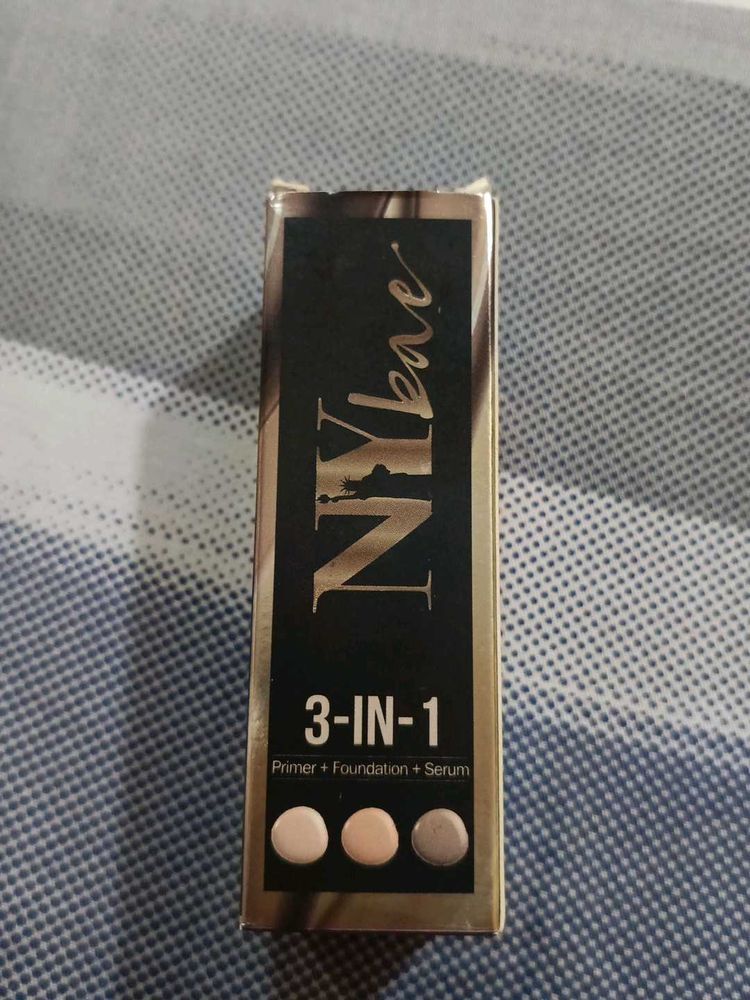 NYbae
3-IN-1
Primer + Foundation + Serum